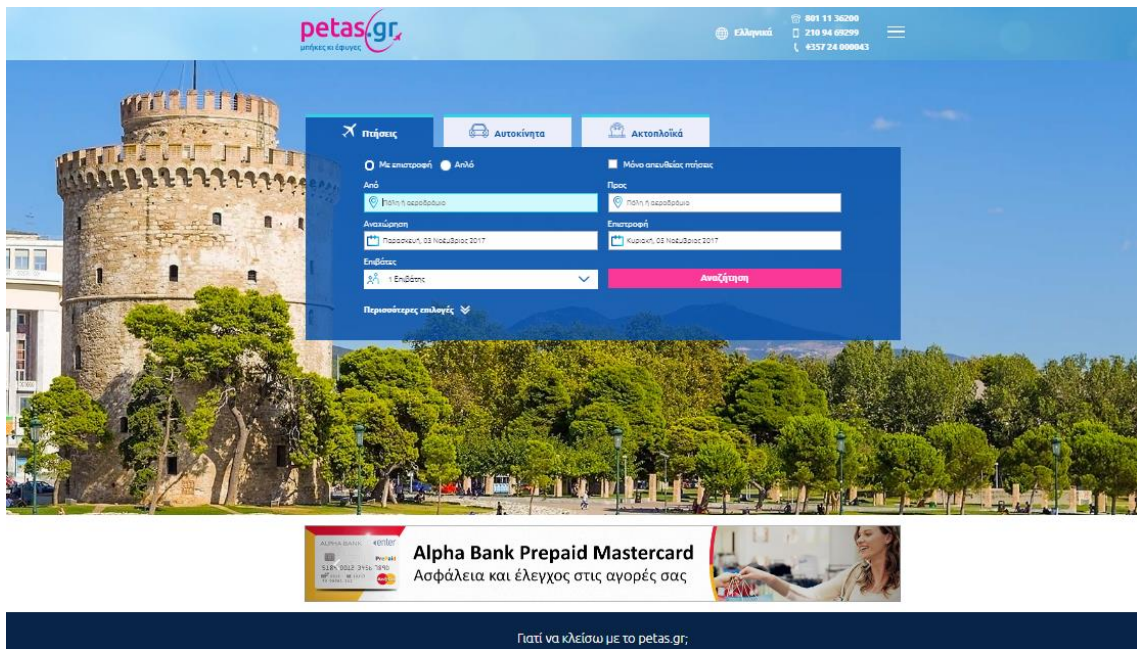 petas.gr
μπήκες κι έφυγες
Ελληνικά
801 11 36200
210 94 69299
+357 24 000043
Πτήσεις
Αυτοκίνητα
Ακτοπλοϊκά
Με επιστροφή Απλό
Μόνο απευθείας πτήσεις
Από
Προς
Πόλη ή αεροδρόμιο
Πόλη ή αεροδρόμιο
Αναχώρηση
Επιστροφή
Παρασκευή, 03 Νοέμβριος 2017
Κυριακή, 05 Νοέμβριος 2017
Επιβάτες
1 Επιβάτης
Αναζήτηση
Περισσότερες επιλογές
ALPHA BANK enter
Prepaid
5184 0012 3456 7890
Alpha Bank Prepaid Mastercard
Ασφάλεια και έλεγχος στις αγορές σας
Γιατί να κλείσω με το petas.gr;